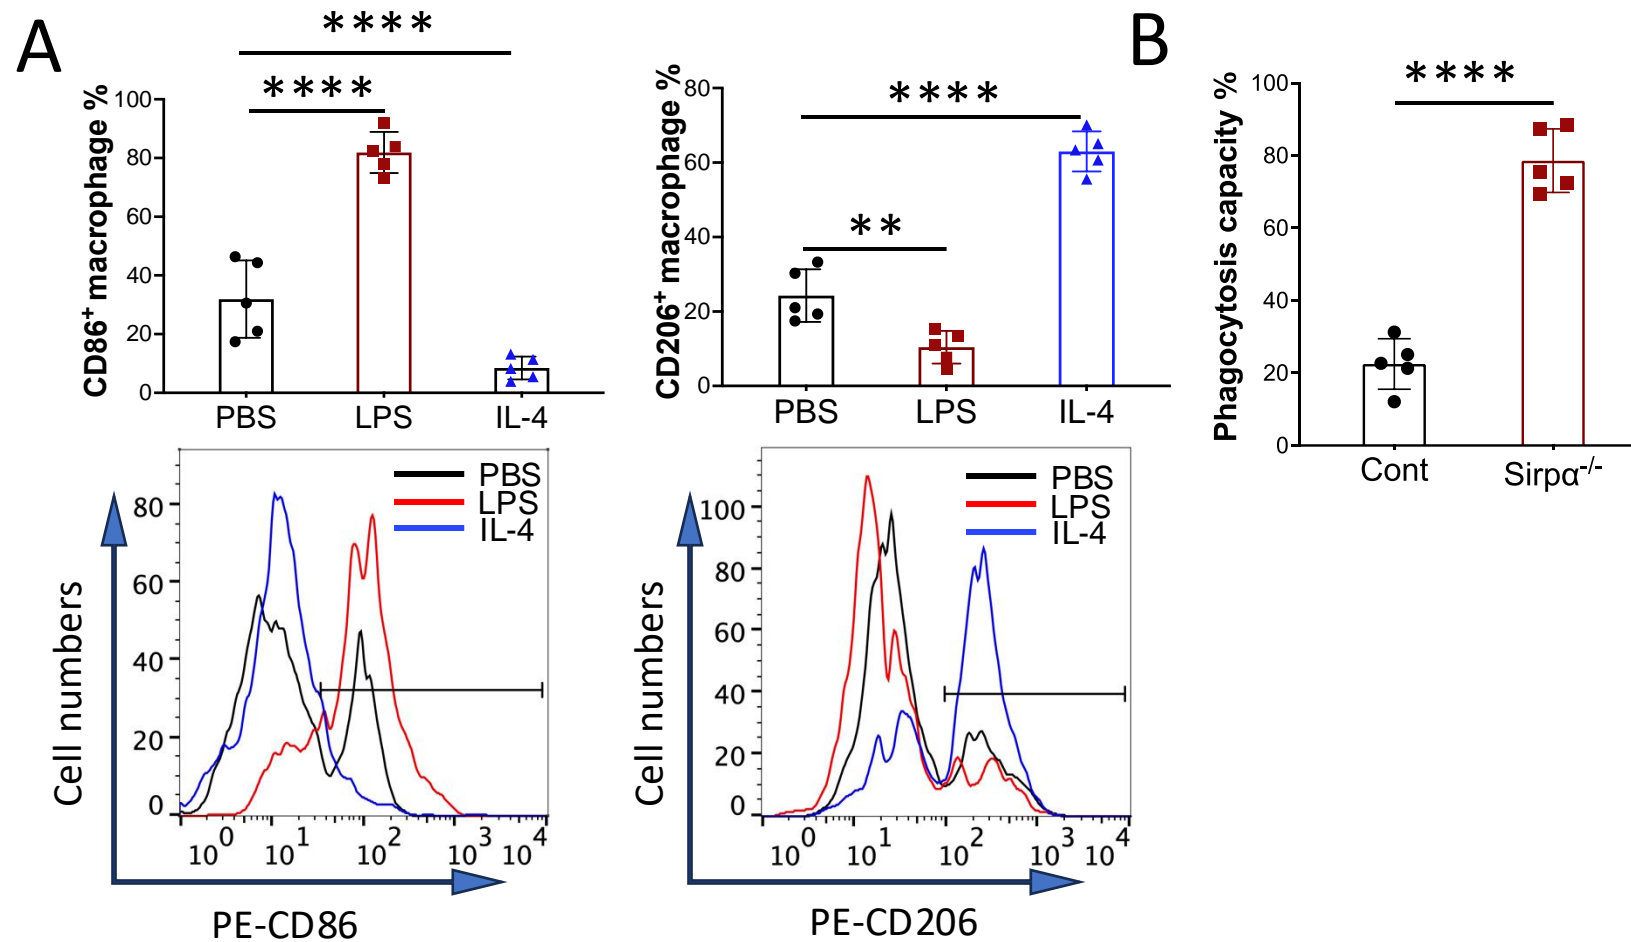 A
****
****
CD86+ macrophage %
100
80
60
40
20
0
PBS
LPS
IL-4
****
**
CD206+ macrophage %
80
60
40
20
0
PBS
LPS
IL-4
B
****
Phagocytosis capacity %
100
80
60
40
20
0
Cont
Sirpα-/-
PBS
LPS
IL-4
Cell numbers
80
60
40
20
0
10^0
10^1
10^2
10^3
10^4
PE-CD86
PBS
LPS
IL-4
Cell numbers
100
80
60
40
20
0
10^0
10^1
10^2
10^3
10^4
PE-CD206